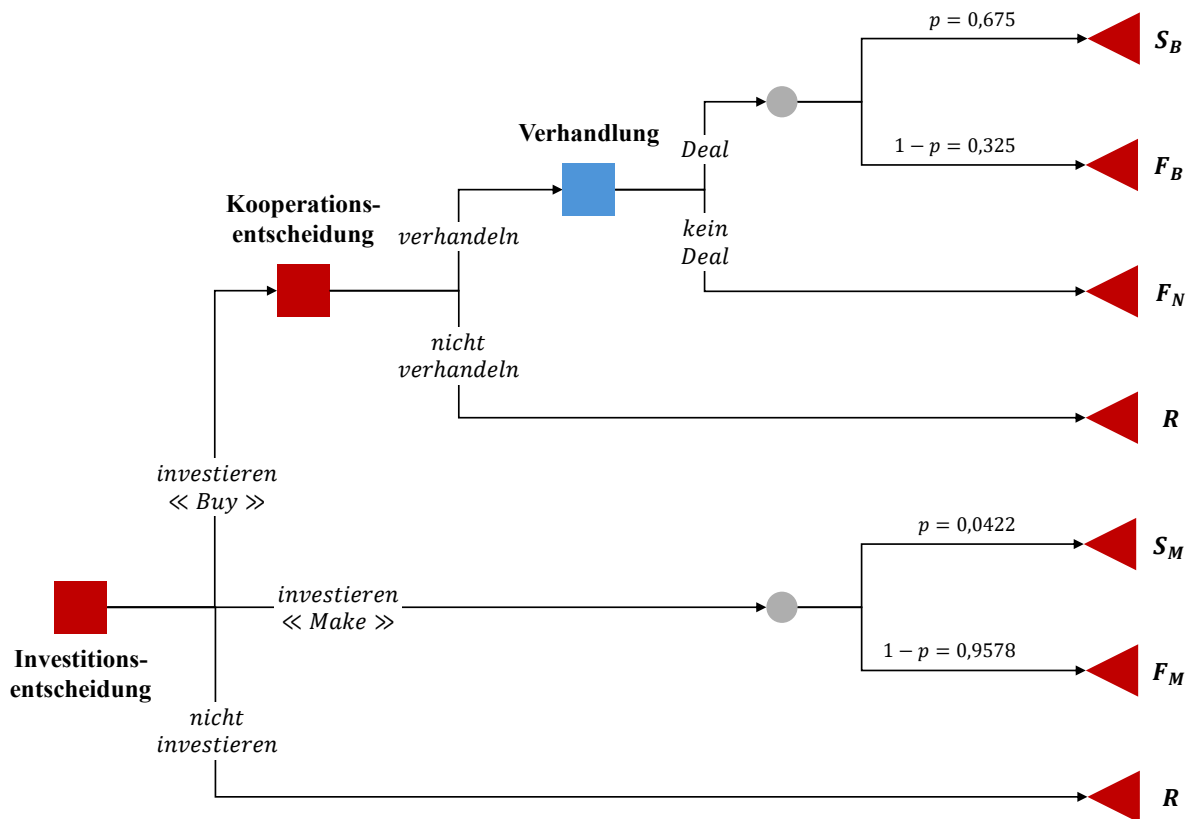 p = 0,675
S_B
Verhandlung
Deal
1 − p = 0,325
F_B
Kooperations-
entscheidung
verhandeln
kein
Deal
F_N
nicht
verhandeln
R
investieren
≪ Buy ≫
p = 0,0422
S_M
investieren
≪ Make ≫
1 − p = 0,9578
F_M
Investitions-
entscheidung
nicht
investieren
R